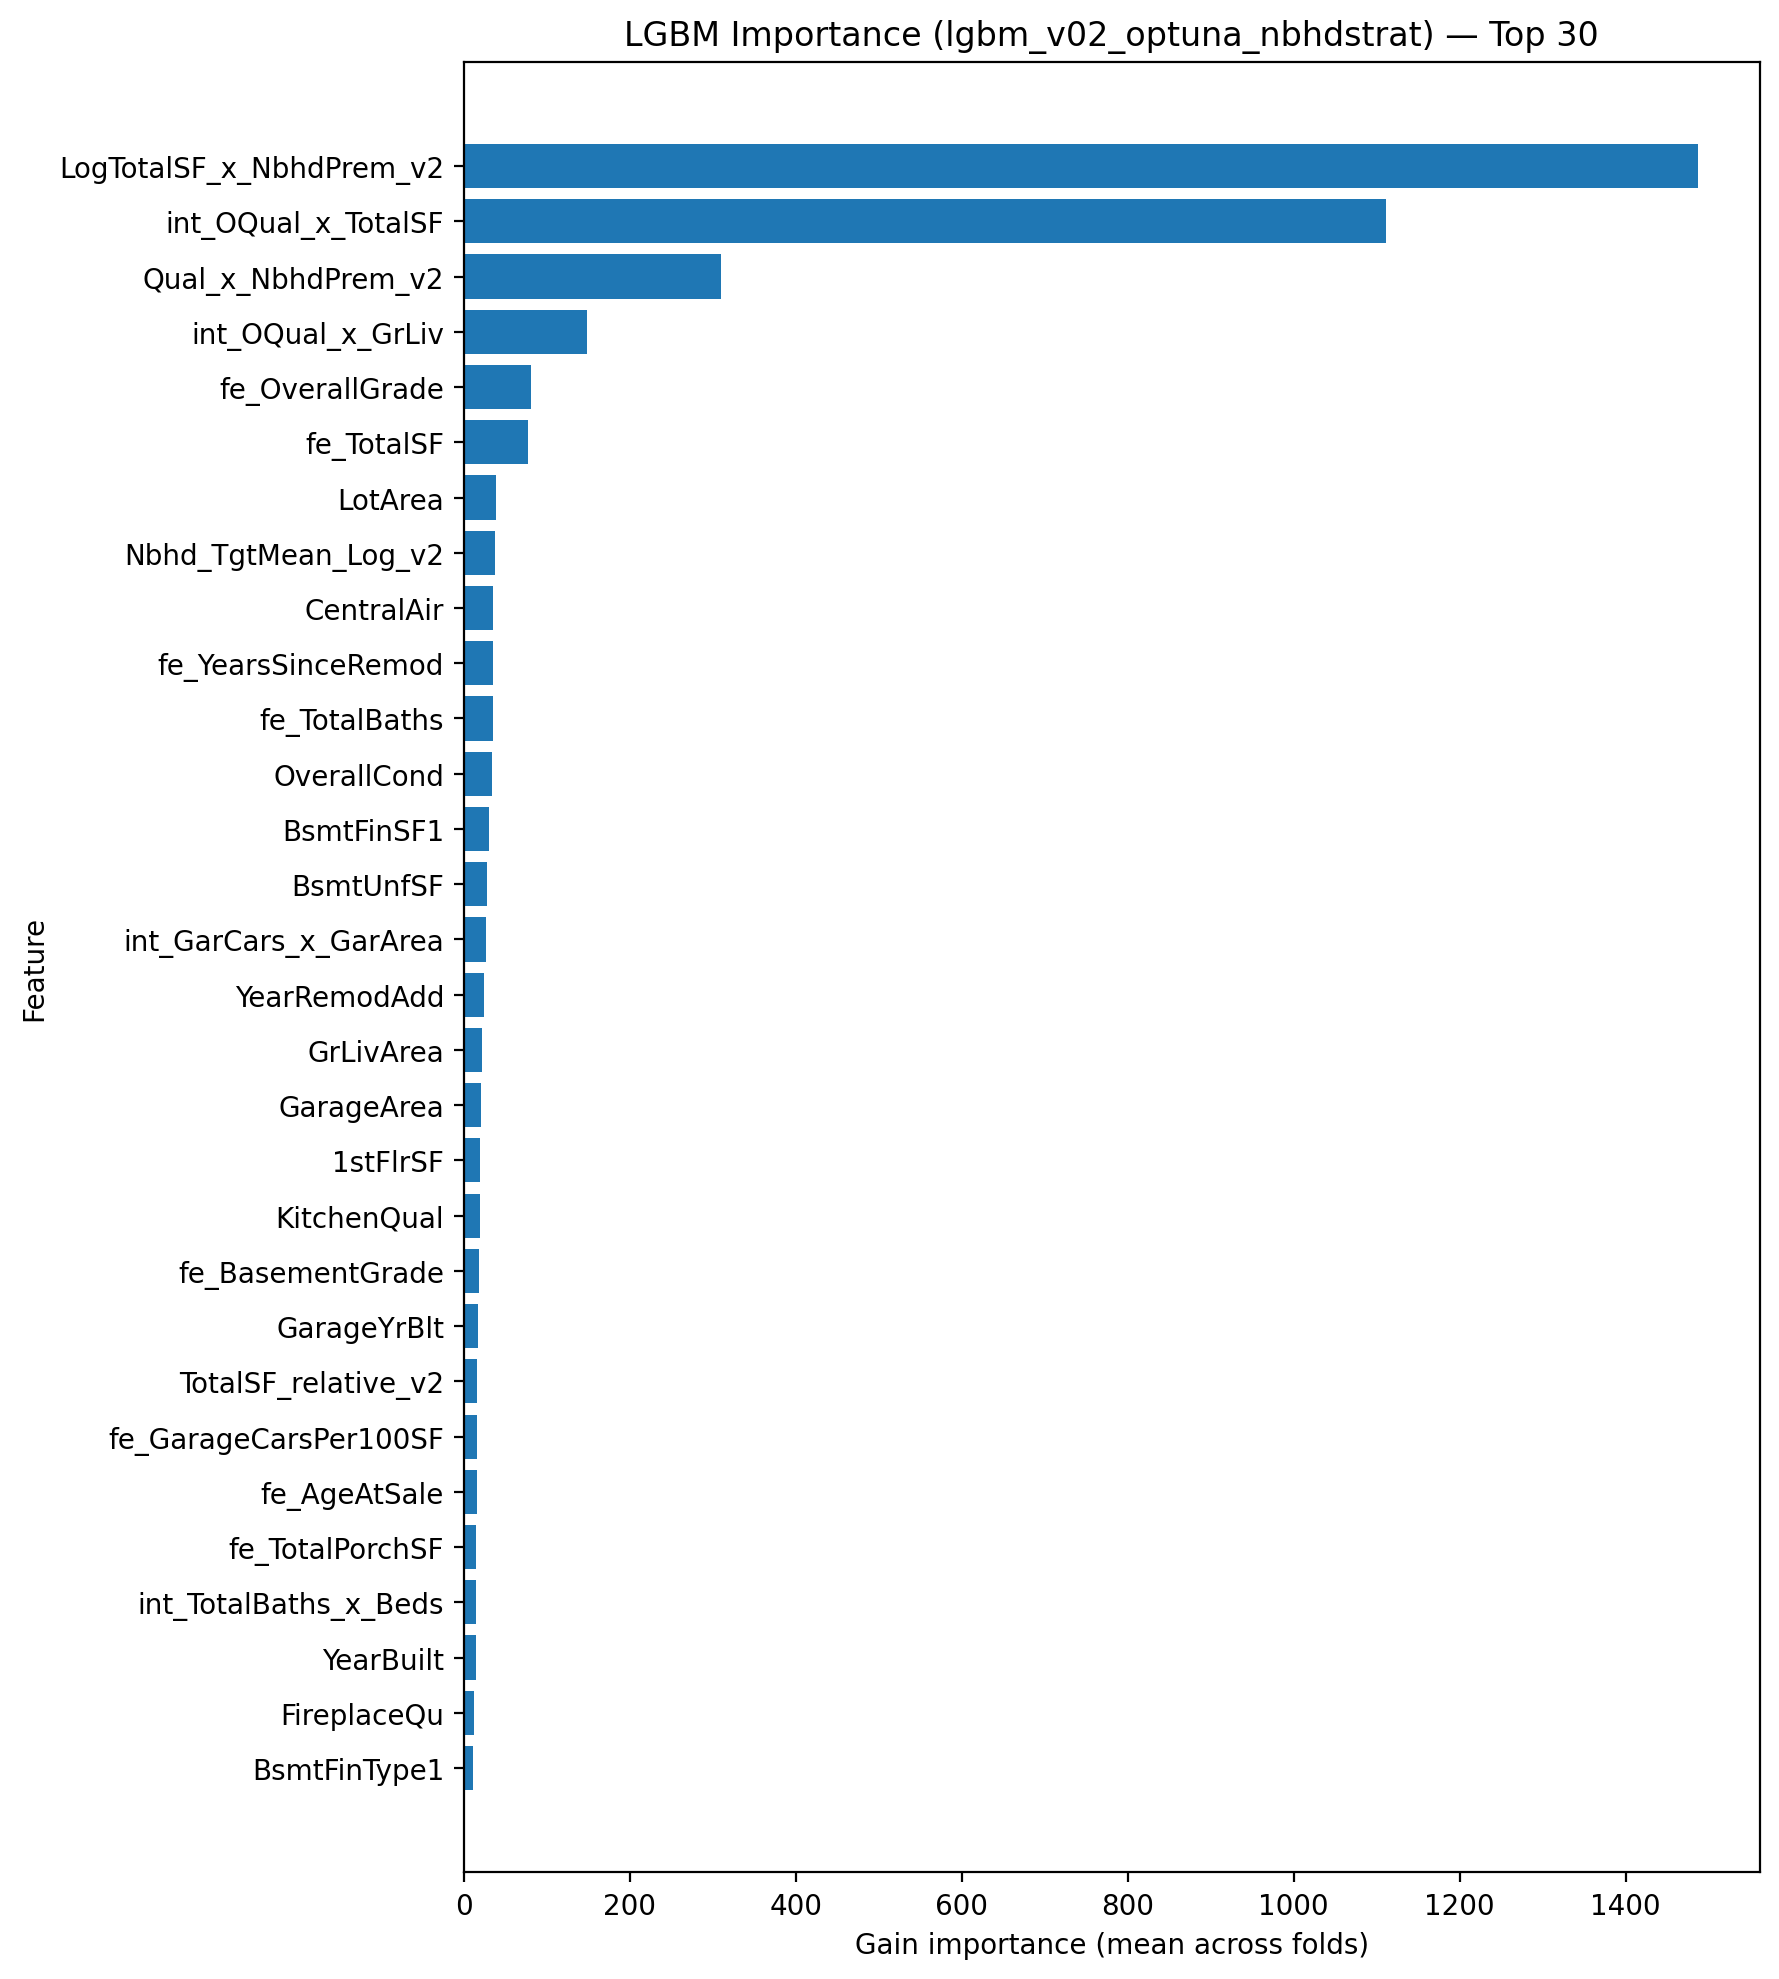 LGBM Importance (lgbm_v02_optuna_nbhdstrat) — Top 30
LogTotalSF_x_NbhdPrem_v2
int_OQual_x_TotalSF
Qual_x_NbhdPrem_v2
int_OQual_x_GrLiv
fe_OverallGrade
fe_TotalSF
LotArea
Nbhd_TgtMean_Log_v2
CentralAir
fe_YearsSinceRemod
fe_TotalBaths
OverallCond
BsmtFinSF1
BsmtUnfSF
int_GarCars_x_GarArea
YearRemodAdd
GrLivArea
GarageArea
1stFlrSF
KitchenQual
fe_BasementGrade
GarageYrBlt
TotalSF_relative_v2
fe_GarageCarsPer100SF
fe_AgeAtSale
fe_TotalPorchSF
int_TotalBaths_x_Beds
YearBuilt
FireplaceQu
BsmtFinType1
Feature
0 200 400 600 800 1000 1200 1400
Gain importance (mean across folds)